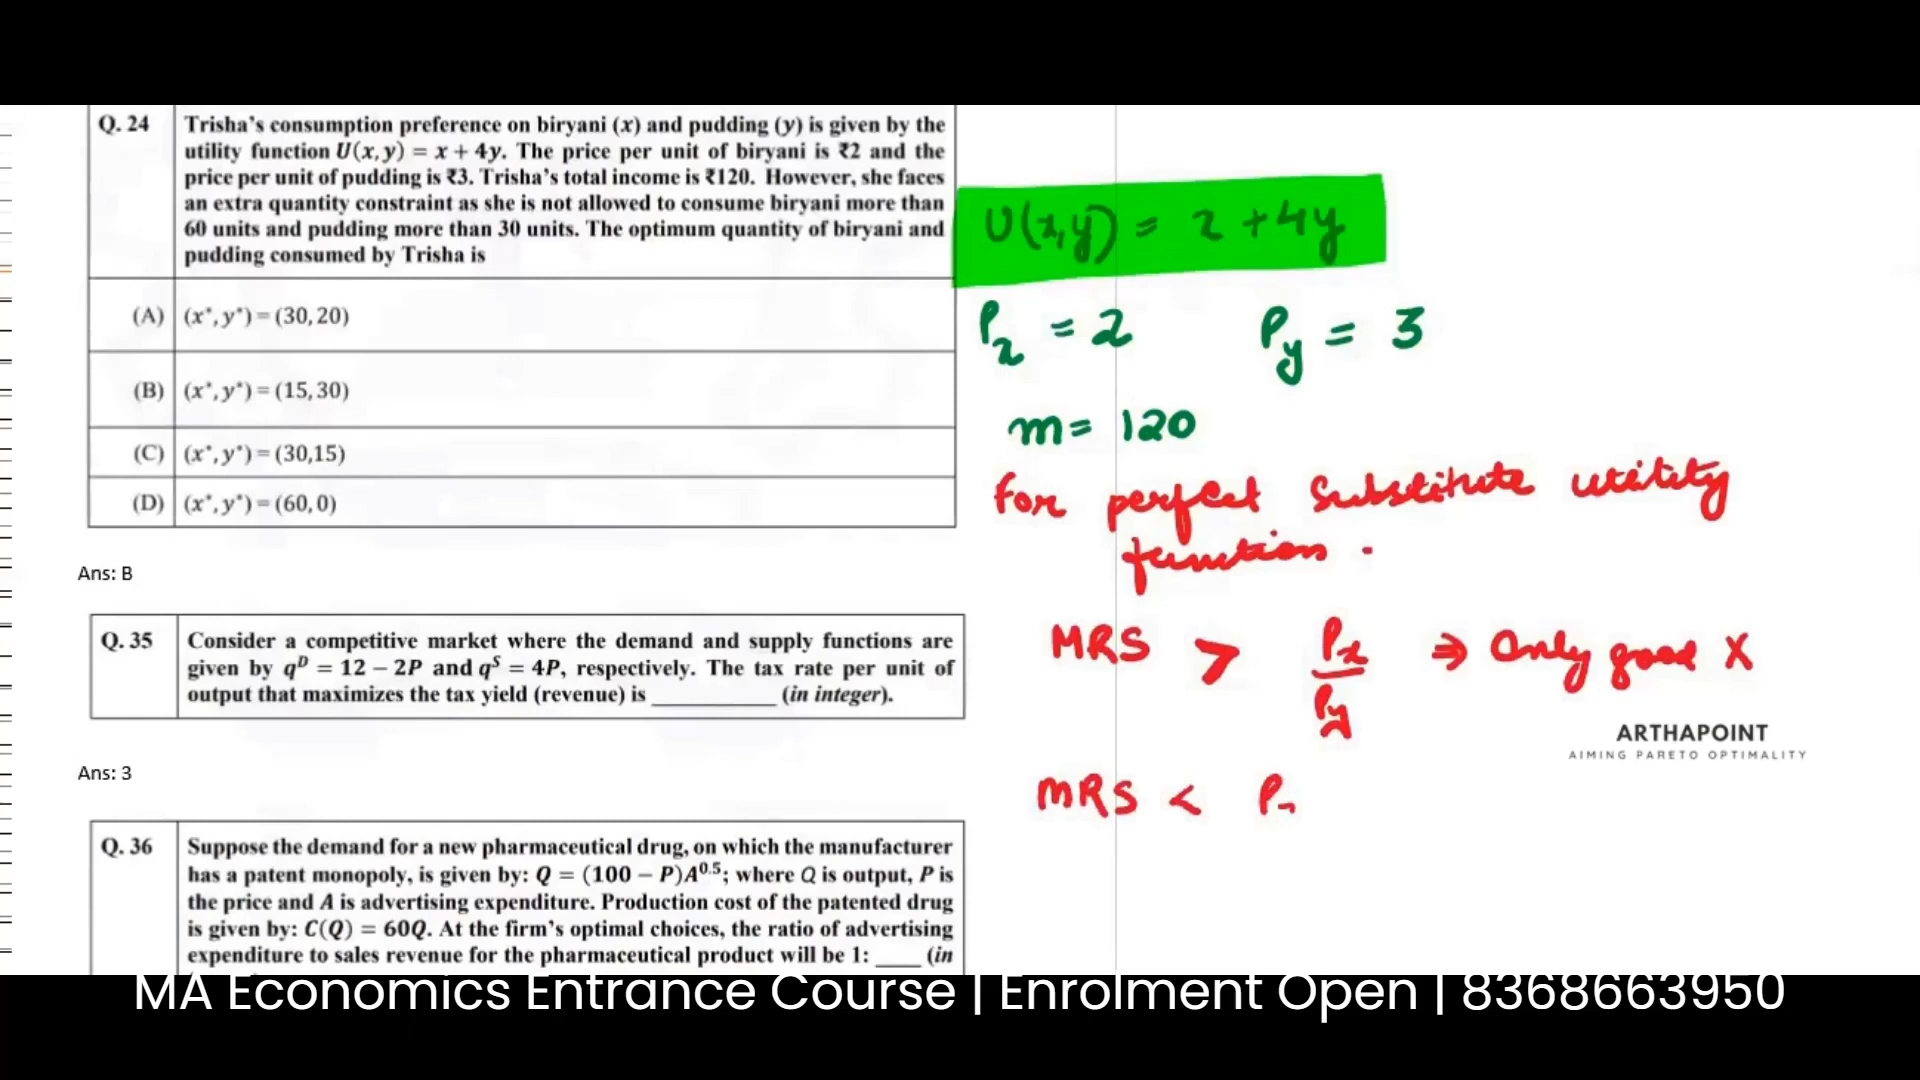 Q. 24 Trisha's consumption preference on biryani (x) and pudding (y) is given by the
utility function U(x, y) = x + 4y. The price per unit of biryani is ₹2 and the
price per unit of pudding is ₹3. Trisha's total income is ₹120. However, she faces
an extra quantity constraint as she is not allowed to consume biryani more than
60 units and pudding more than 30 units. The optimum quantity of biryani and
pudding consumed by Trisha is
(A) (x*, y*) = (30, 20)
(B) (x*, y*) = (15, 30)
(C) (x*, y*) = (30,15)
(D) (x*, y*) = (60, 0)
Ans: B
Q. 35 Consider a competitive market where the demand and supply functions are
given by qᴰ = 12 − 2P and qˢ = 4P, respectively. The tax rate per unit of
output that maximizes the tax yield (revenue) is ____________ (in integer).
Ans: 3
Q. 36 Suppose the demand for a new pharmaceutical drug, on which the manufacturer
has a patent monopoly, is given by: Q = (100 − P)A⁰·⁵; where Q is output, P is
the price and A is advertising expenditure. Production cost of the patented drug
is given by: C(Q) = 60Q. At the firm's optimal choices, the ratio of advertising
expenditure to sales revenue for the pharmaceutical product will be 1: ____ (in
U(x,y) = x + 4y
Px = 2 Py = 3
m = 120
For perfect substitute utility
function.
MRS > Px/Py ⇒ Only good X
MRS < P
ARTHAPOINT
AIMING PARETO OPTIMALITY
MA Economics Entrance Course | Enrolment Open | 8368663950